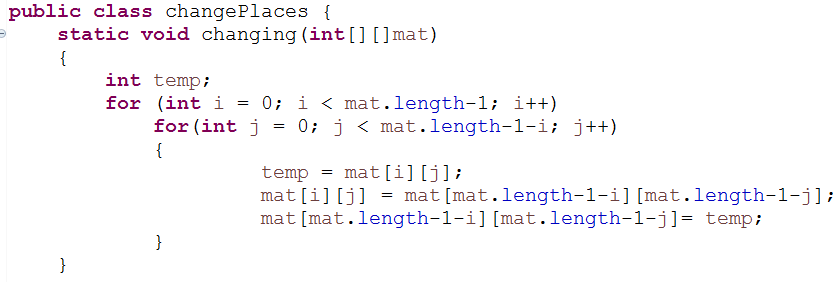 public class changePlaces {
    static void changing(int[][]mat)
    {
        int temp;
        for (int i = 0; i < mat.length-1; i++)
            for(int j = 0; j < mat.length-1-i; j++)
            {
                     temp = mat[i][j];
                     mat[i][j] = mat[mat.length-1-i][mat.length-1-j];
                     mat[mat.length-1-i][mat.length-1-j]= temp;
            }
    }